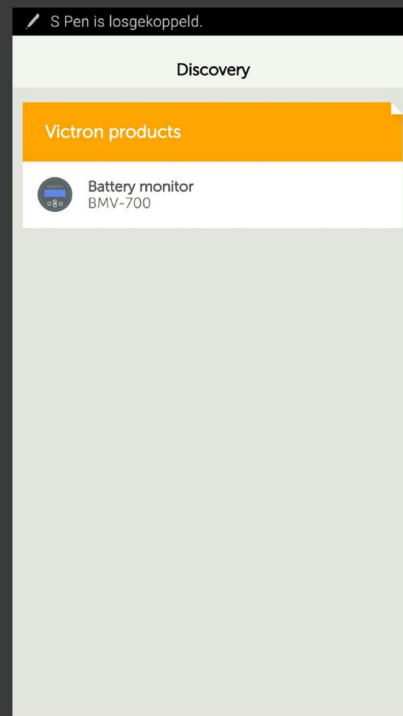 S Pen is losgekoppeld.
Discovery
Victron products
Battery monitor
BMV-700